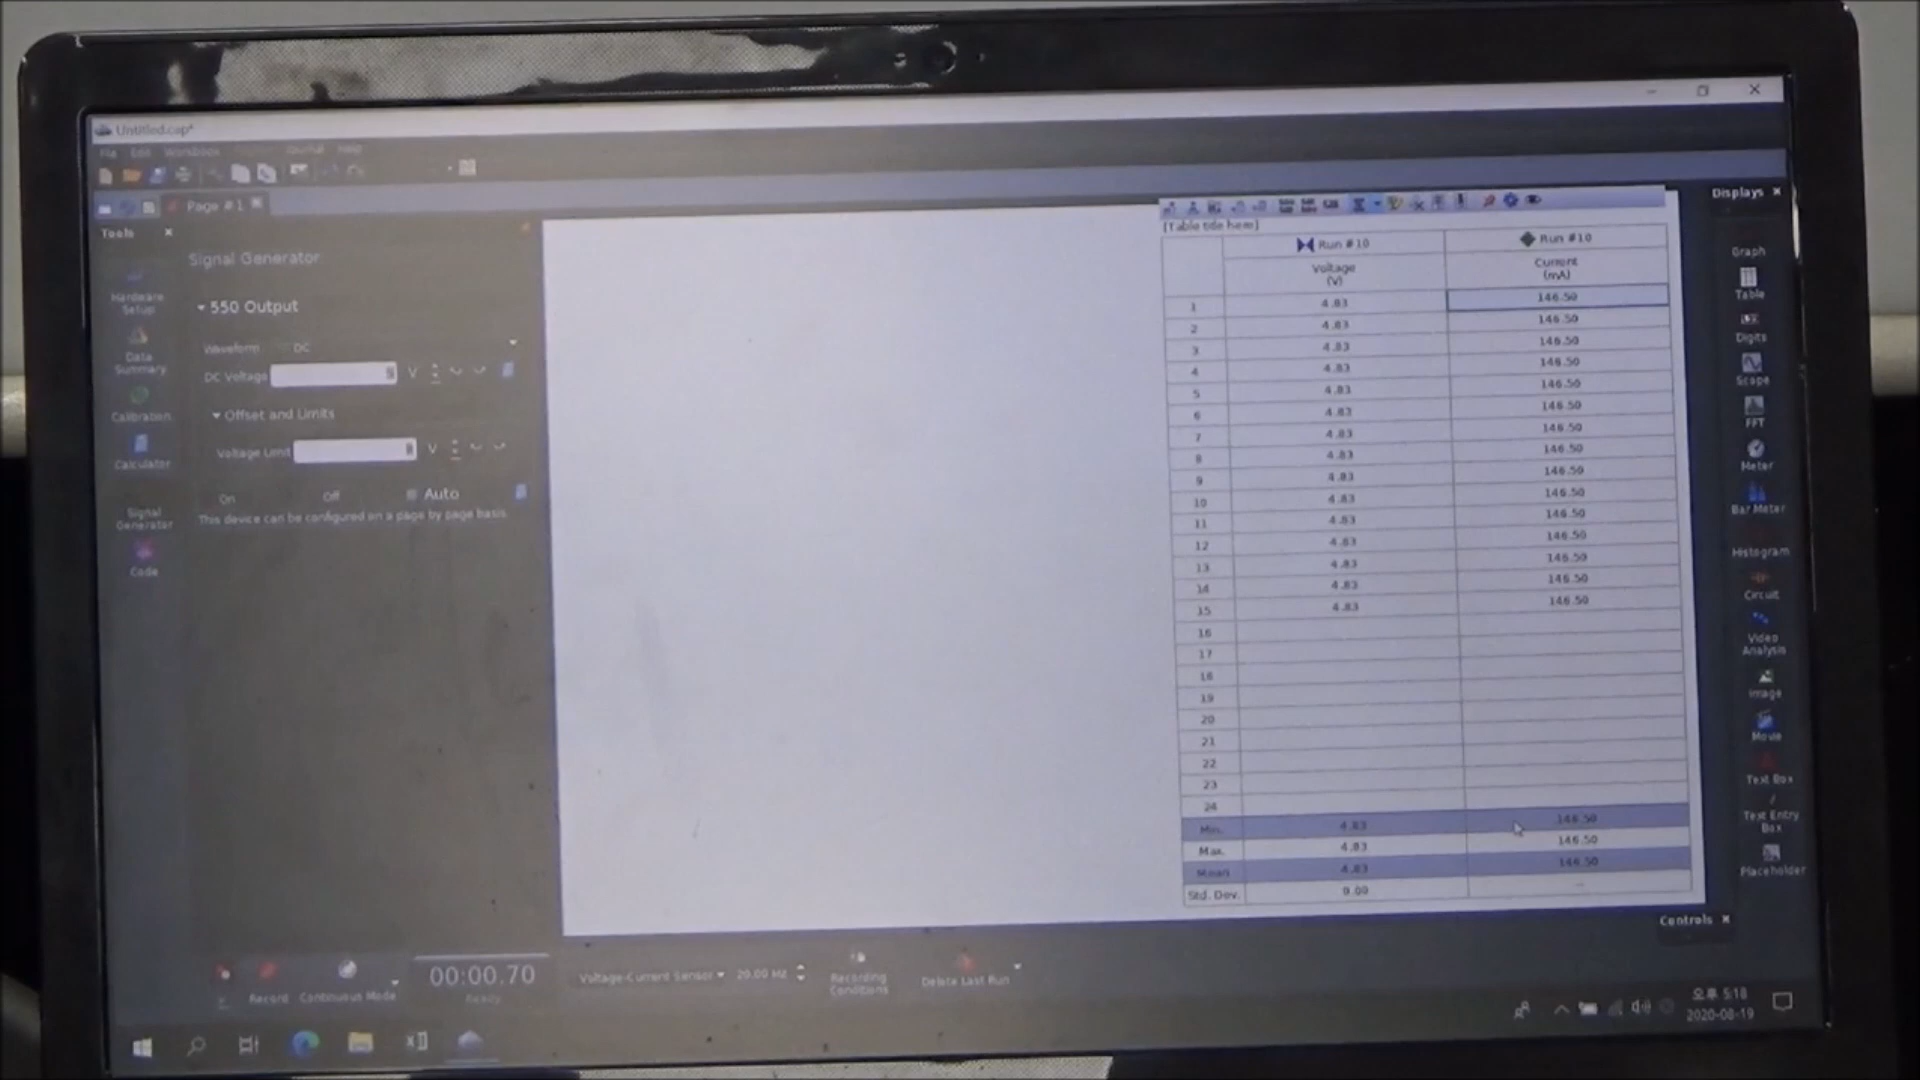 Untitled.cap*
File Edit Workbook Journal Help
Page #1
Tools
Signal Generator
550 Output
Waveform DC
DC Voltage V
Offset and Limits
Voltage Limit V
On Off Auto
This device can be configured on a page by page basis.
Hardware
Setup
Data
Summary
Calibration
Calculator
Signal
Generator
Code
[Table title here]
Run #10 Run #10
Voltage
(V)
Current
(mA)
1 4.83 146.50
2 4.83 146.50
3 4.83 146.50
4 4.83 146.50
5 4.83 146.50
6 4.83 146.50
7 4.83 146.50
8 4.83 146.50
9 4.83 146.50
10 4.83 146.50
11 4.83 146.50
12 4.83 146.50
13 4.83 146.50
14 4.83 146.50
15 4.83 146.50
16
17
18
19
20
21
22
23
24
Min. 4.83 146.50
Max. 4.83 146.50
Mean 4.83 146.50
Std. Dev. 0.00 --
Displays
Graph
Table
Digits
Scope
FFT
Meter
Bar Meter
Histogram
Circuit
Video
Analysis
Image
Movie
Text Box
Text Entry
Box
Placeholder
Controls
Record
Continuous Mode
00:00.70
Ready
Voltage-Current Sensor 20.00 Hz
Recording
Conditions
Delete Last Run
오후 5:18
2020-08-19